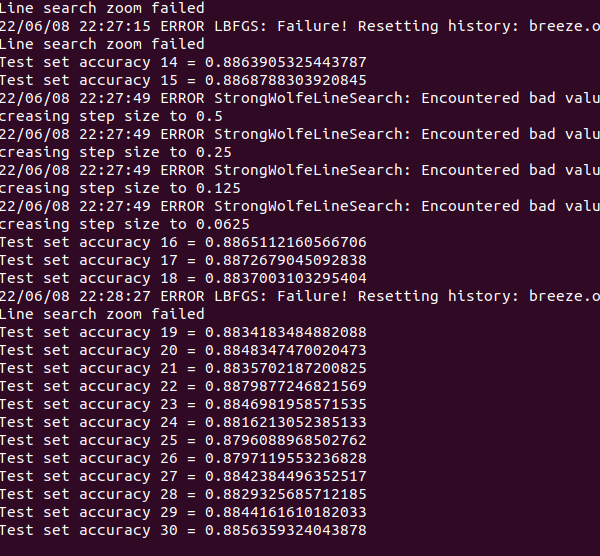 Line search zoom failed
22/06/08 22:27:15 ERROR LBFGS: Failure! Resetting history: breeze.o
Line search zoom failed
Test set accuracy 14 = 0.8863905325443787
Test set accuracy 15 = 0.8868788303920845
22/06/08 22:27:49 ERROR StrongWolfeLineSearch: Encountered bad valu
creasing step size to 0.5
22/06/08 22:27:49 ERROR StrongWolfeLineSearch: Encountered bad valu
creasing step size to 0.25
22/06/08 22:27:49 ERROR StrongWolfeLineSearch: Encountered bad valu
creasing step size to 0.125
22/06/08 22:27:49 ERROR StrongWolfeLineSearch: Encountered bad valu
creasing step size to 0.0625
Test set accuracy 16 = 0.8865112160566706
Test set accuracy 17 = 0.8872679045092838
Test set accuracy 18 = 0.8837003103295404
22/06/08 22:28:27 ERROR LBFGS: Failure! Resetting history: breeze.o
Line search zoom failed
Test set accuracy 19 = 0.8834183484882088
Test set accuracy 20 = 0.8848347470020473
Test set accuracy 21 = 0.8835702187200825
Test set accuracy 22 = 0.8879877246821569
Test set accuracy 23 = 0.8846981958571535
Test set accuracy 24 = 0.8816213052385133
Test set accuracy 25 = 0.8796088968502762
Test set accuracy 26 = 0.8797119553236828
Test set accuracy 27 = 0.8842384496352517
Test set accuracy 28 = 0.8829325685712185
Test set accuracy 29 = 0.8844161610182033
Test set accuracy 30 = 0.8856359324043878